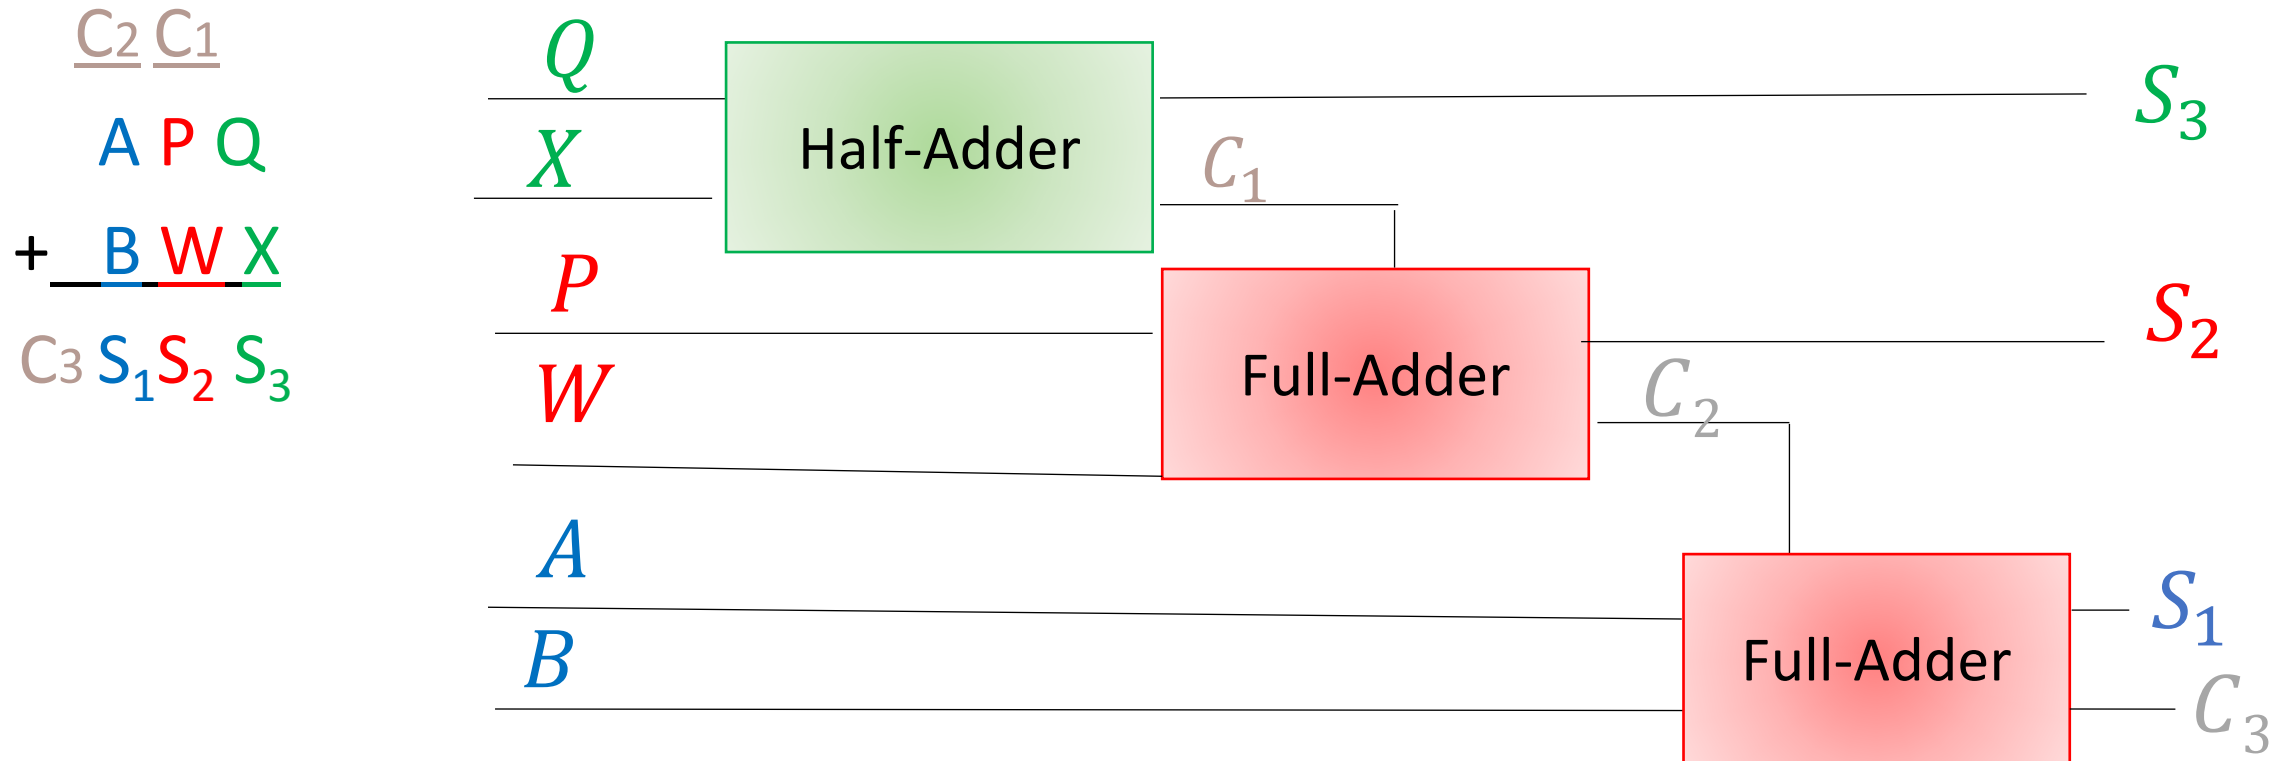 C2 C1
A P Q
+ B W X
C3 S1 S2 S3
Q
X
Half-Adder
C1
S3
P
W
Full-Adder
S2
C2
A
B
Full-Adder
S1
C3